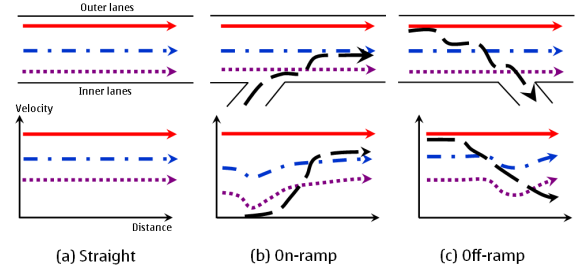 Outer lanes
Inner lanes
Velocity
Distance
(a) Straight
(b) On-ramp
(c) Off-ramp